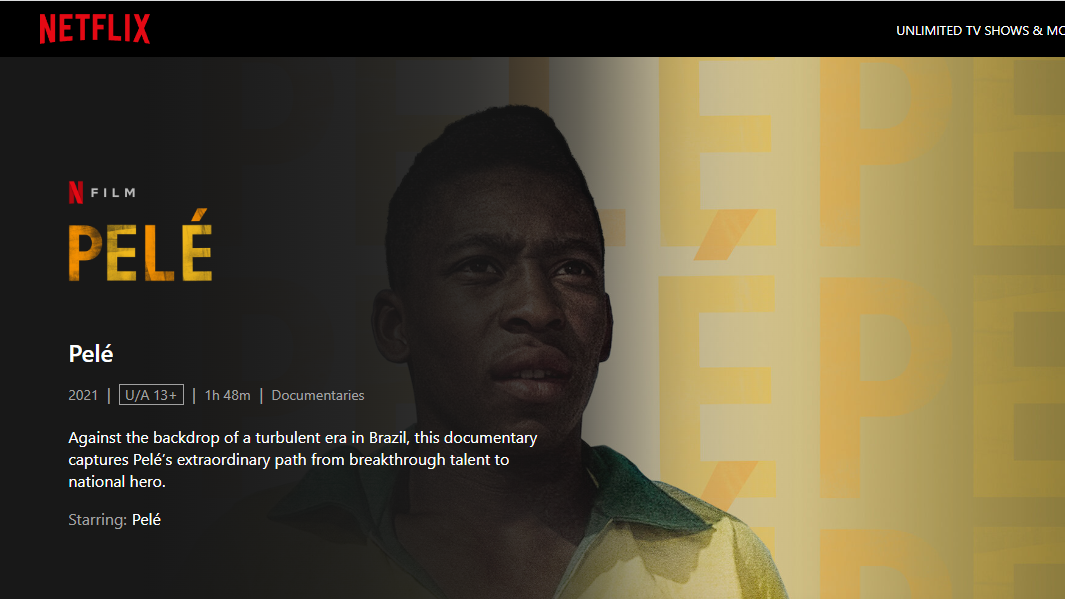 NETFLIX
UNLIMITED TV SHOWS & MO
N FILM
PELÉ
Pelé
2021 | U/A 13+ | 1h 48m | Documentaries
Against the backdrop of a turbulent era in Brazil, this documentary
captures Pelé’s extraordinary path from breakthrough talent to
national hero.
Starring: Pelé